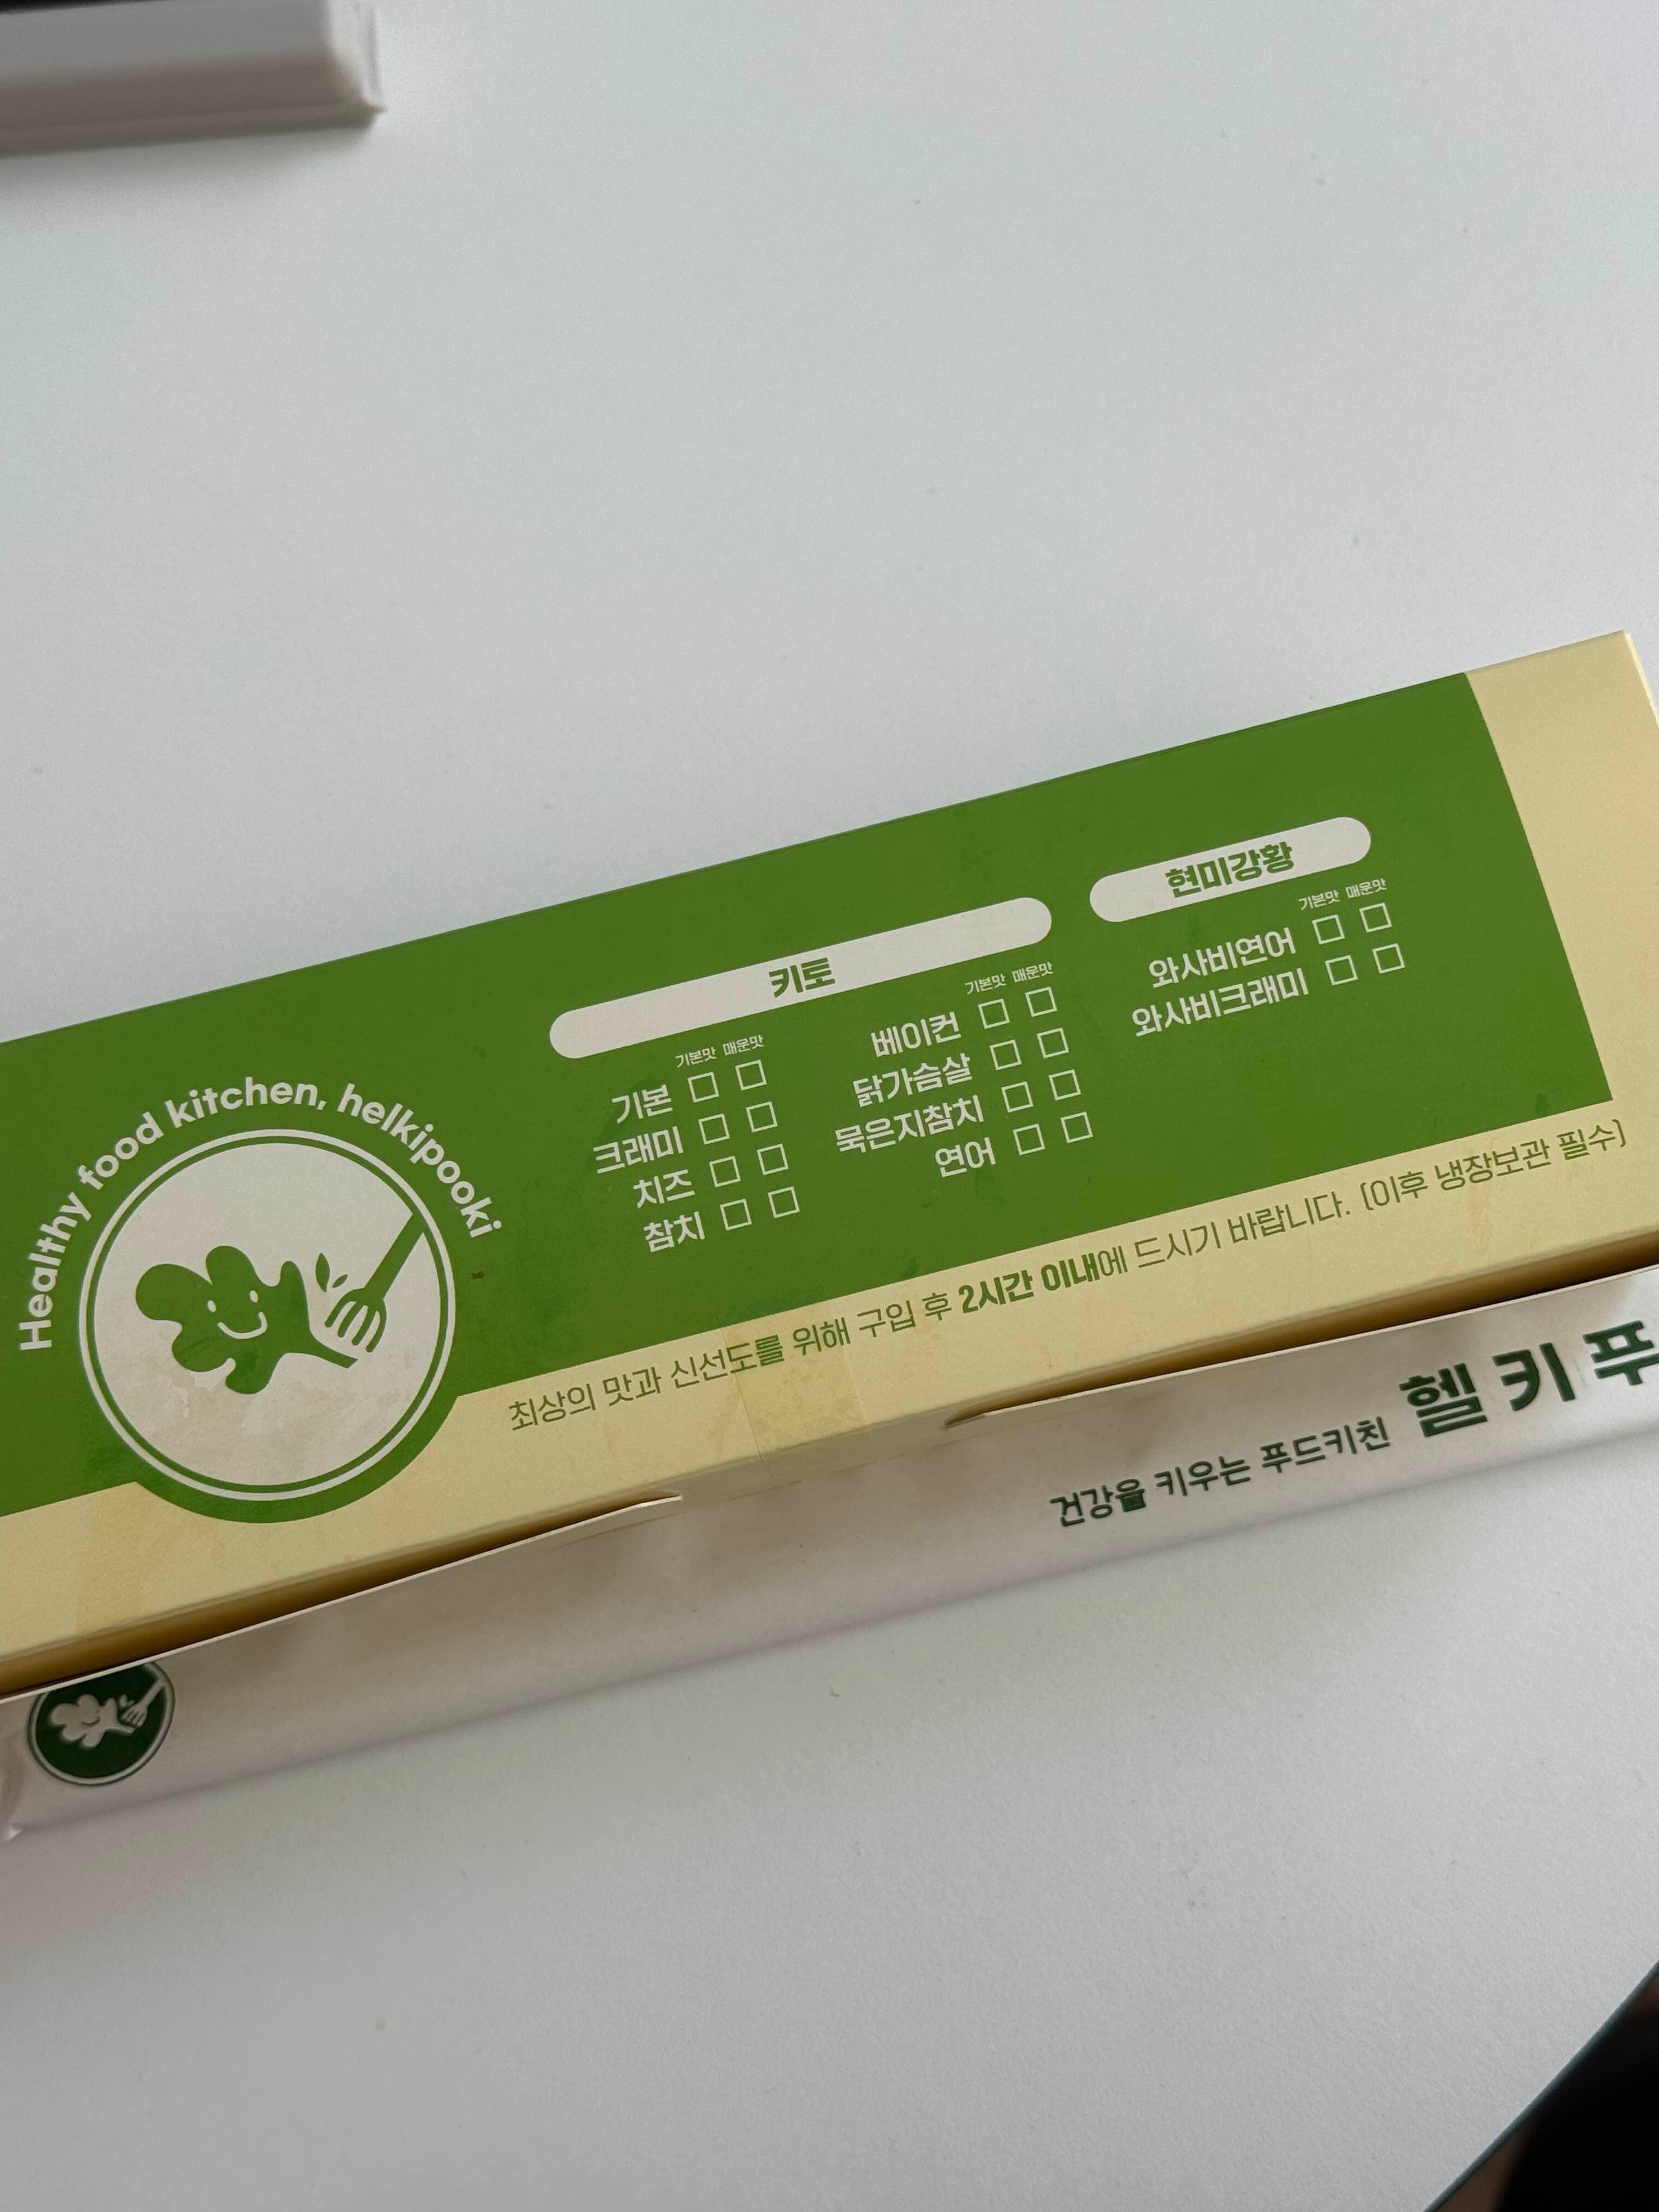 Healthy food kitchen, helkipooki
키토
기본맛 매운맛
기본
크래미
치즈
참치
기본맛 매운맛
베이컨
닭가슴살
묵은지참치
연어
현미강황
기본맛 매운맛
와사비연어
와사비크래미
최상의 맛과 신선도를 위해 구입 후 2시간 이내에 드시기 바랍니다. (이후 냉장보관 필수)
건강을 키우는 푸드키친 헬키푸